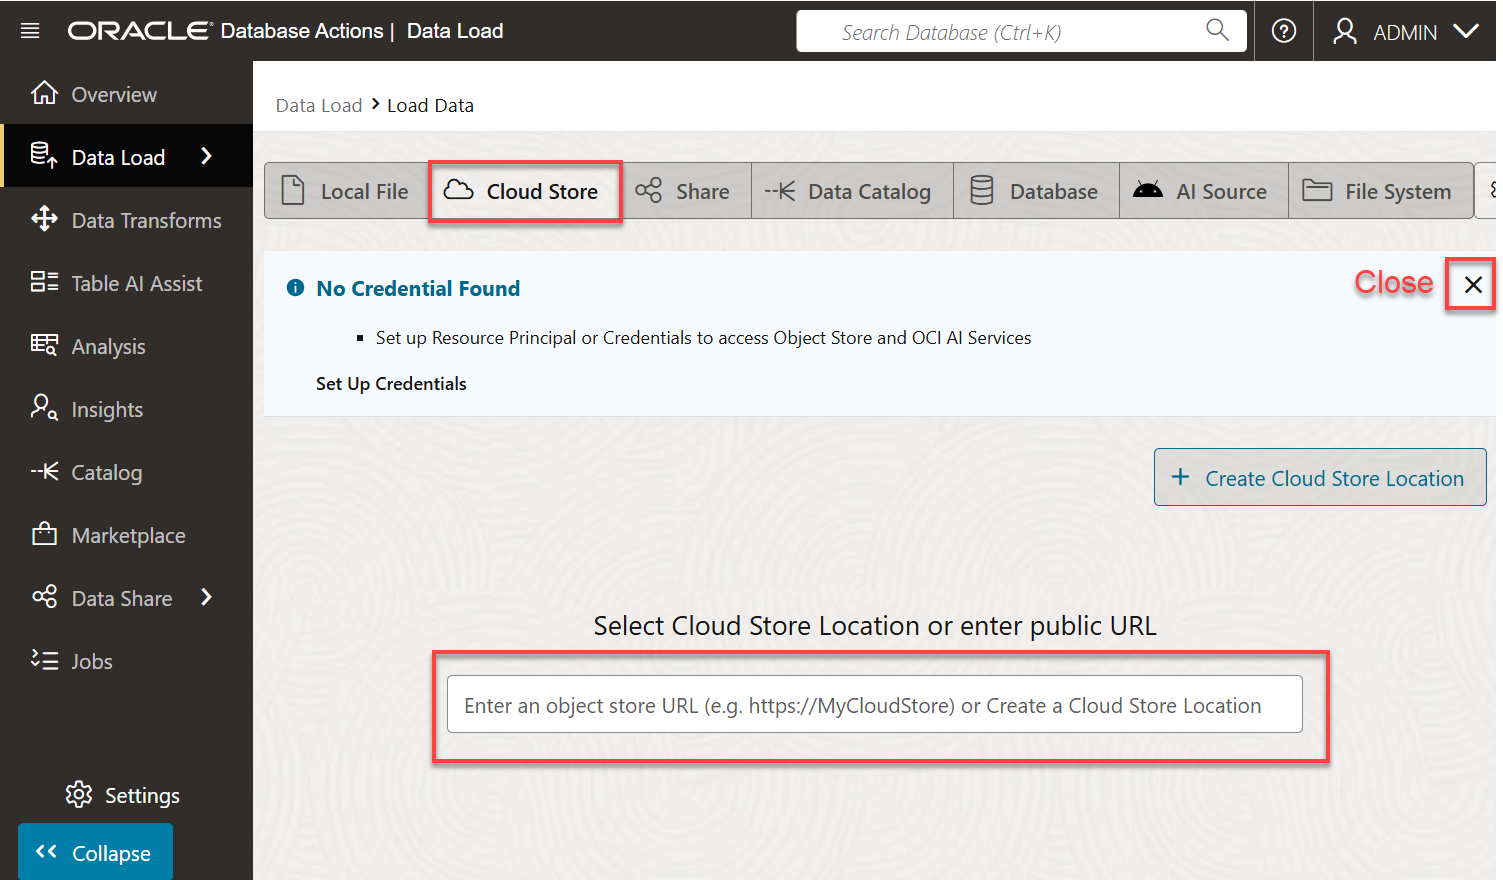 ORACLE Database Actions | Data Load
Search Database (Ctrl+K)
ADMIN
Overview
Data Load
Data Transforms
Table AI Assist
Analysis
Insights
Catalog
Marketplace
Data Share
Jobs
Settings
Collapse
Data Load > Load Data
Local File
Cloud Store
Share
Data Catalog
Database
AI Source
File System
No Credential Found
Close
Set up Resource Principal or Credentials to access Object Store and OCI AI Services
Set Up Credentials
+ Create Cloud Store Location
Select Cloud Store Location or enter public URL
Enter an object store URL (e.g. https://MyCloudStore) or Create a Cloud Store Location